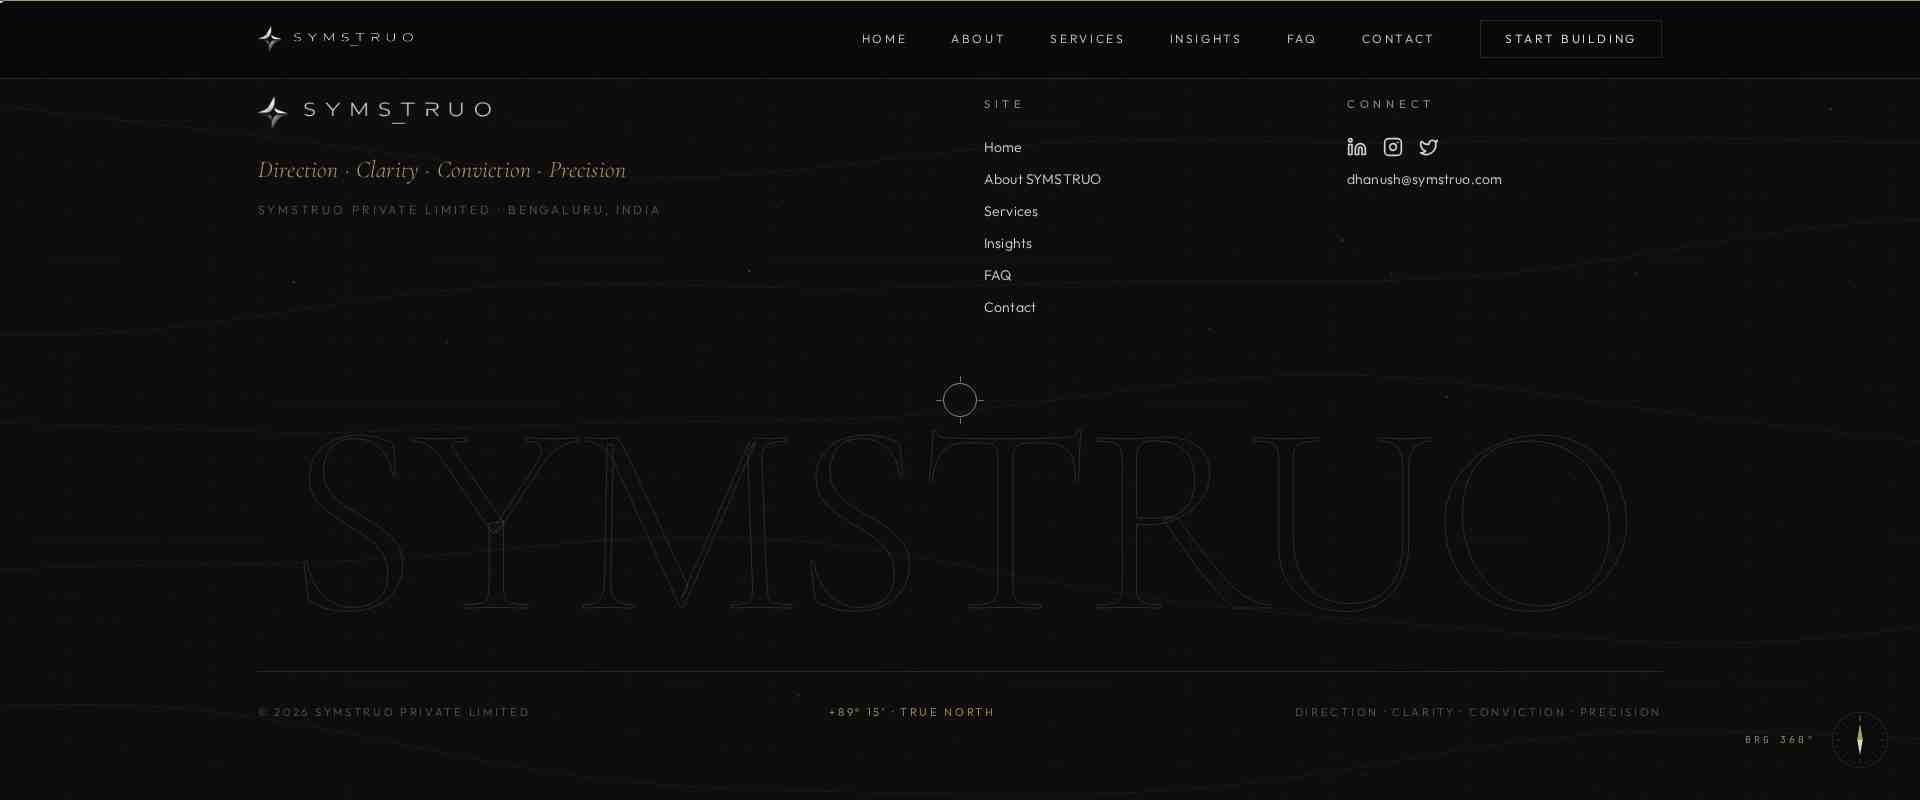 SYMSTRUO
HOME ABOUT SERVICES INSIGHTS FAQ CONTACT START BUILDING
SYMSTRUO
Direction · Clarity · Conviction · Precision
SYMSTRUO PRIVATE LIMITED · BENGALURU, INDIA
SITE
Home
About SYMSTRUO
Services
Insights
FAQ
Contact
CONNECT
dhanush@symstruo.com
SYMSTRUO
© 2026 SYMSTRUO PRIVATE LIMITED
+89° 15′ · TRUE NORTH
DIRECTION · CLARITY · CONVICTION · PRECISION
BRG 360°